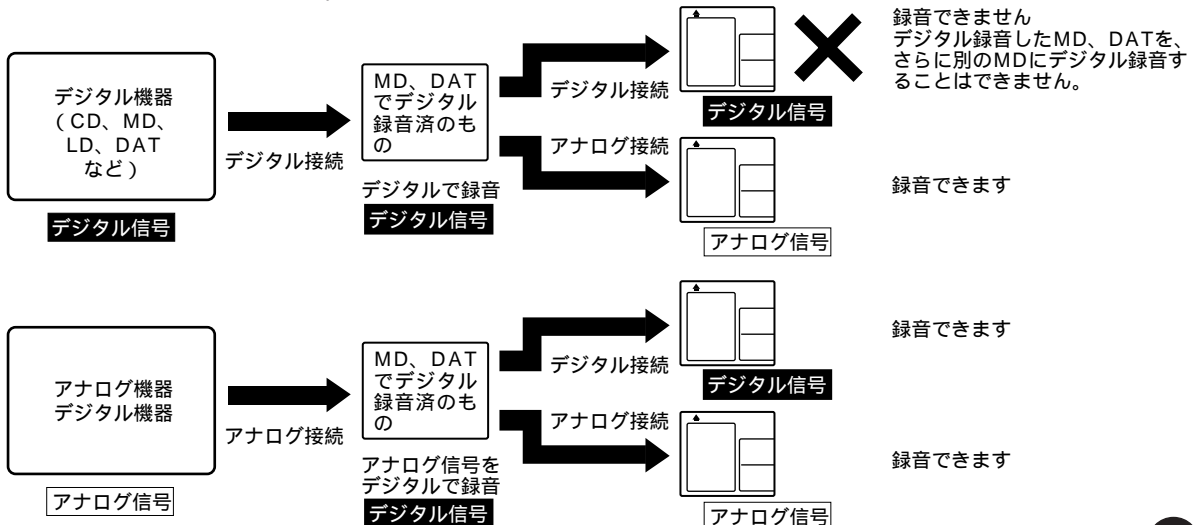 デジタル機器
(CD、MD、
LD、DAT
など)
デジタル信号
デジタル接続
MD、DAT
でデジタル
録音済のも
の
デジタルで録音
デジタル信号
デジタル接続
デジタル信号
録音できません
デジタル録音したMD、DATを、
さらに別のMDにデジタル録音す
ることはできません。
アナログ接続
アナログ信号
録音できます
アナログ機器
デジタル機器
アナログ信号
アナログ接続
MD、DAT
でデジタル
録音済のも
の
アナログ信号を
デジタルで録音
デジタル信号
デジタル接続
デジタル信号
録音できます
アナログ接続
アナログ信号
録音できます